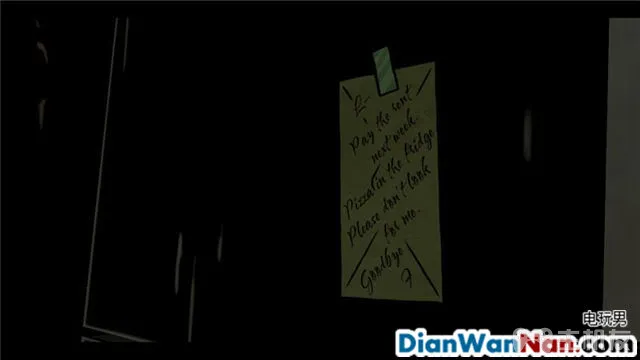 Pay the rent
next week.
Pizza in the fridge
Please don't look
for me.
Goodbye
电玩男
DianWanNan.com